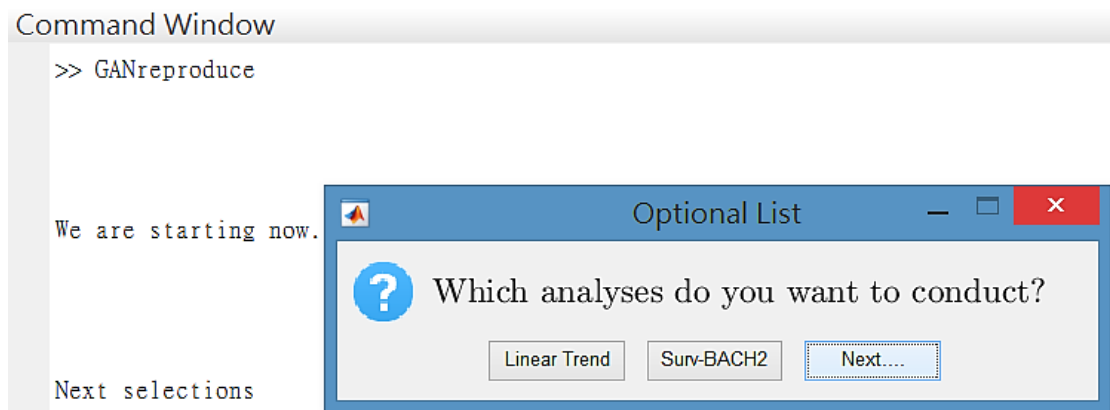 Command Window
>> GANreproduce
We are starting now.
Optional List
Which analyses do you want to conduct?
Linear Trend
Surv-BACH2
Next....
Next selections